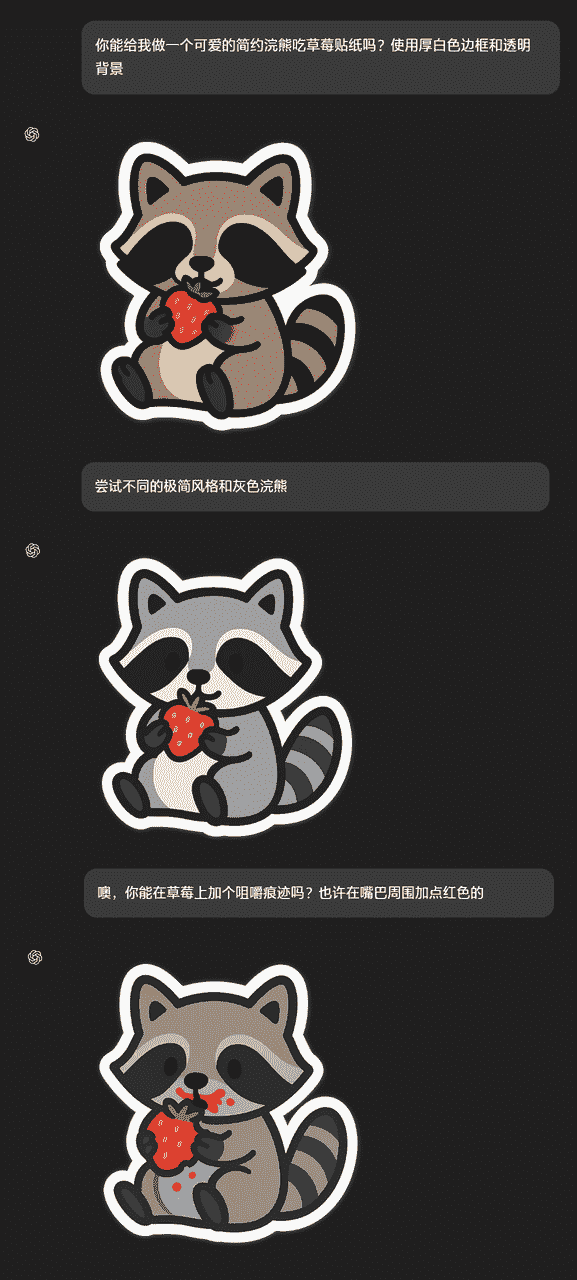 你能给我做一个可爱的简约浣熊吃草莓贴纸吗？使用厚白色边框和透明
背景
尝试不同的极简风格和灰色浣熊
噢，你能在草莓上加个咀嚼痕迹吗？也许在嘴巴周围加点红色的